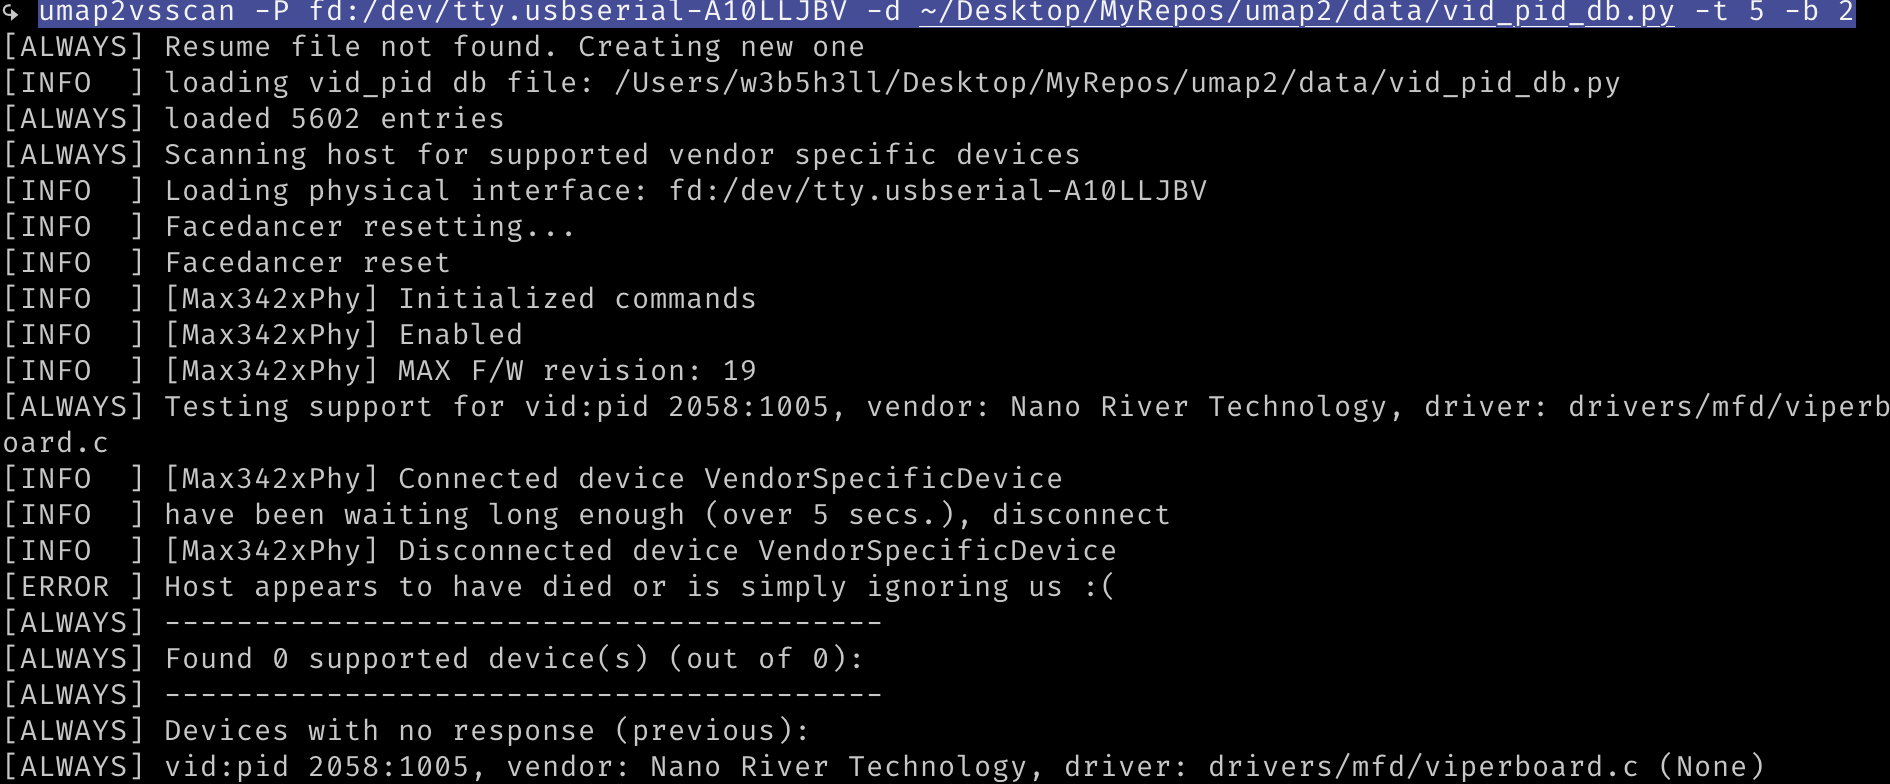 ↪ umap2vsscan -P fd:/dev/tty.usbserial-A10LLJBV -d ~/Desktop/MyRepos/umap2/data/vid_pid_db.py -t 5 -b 2
[ALWAYS] Resume file not found. Creating new one
[INFO  ] loading vid_pid db file: /Users/w3b5h3ll/Desktop/MyRepos/umap2/data/vid_pid_db.py
[ALWAYS] loaded 5602 entries
[ALWAYS] Scanning host for supported vendor specific devices
[INFO  ] Loading physical interface: fd:/dev/tty.usbserial-A10LLJBV
[INFO  ] Facedancer resetting...
[INFO  ] Facedancer reset
[INFO  ] [Max342xPhy] Initialized commands
[INFO  ] [Max342xPhy] Enabled
[INFO  ] [Max342xPhy] MAX F/W revision: 19
[ALWAYS] Testing support for vid:pid 2058:1005, vendor: Nano River Technology, driver: drivers/mfd/viperb
oard.c
[INFO  ] [Max342xPhy] Connected device VendorSpecificDevice
[INFO  ] have been waiting long enough (over 5 secs.), disconnect
[INFO  ] [Max342xPhy] Disconnected device VendorSpecificDevice
[ERROR ] Host appears to have died or is simply ignoring us :(
[ALWAYS] ----------------------------------------
[ALWAYS] Found 0 supported device(s) (out of 0):
[ALWAYS] ----------------------------------------
[ALWAYS] Devices with no response (previous):
[ALWAYS] vid:pid 2058:1005, vendor: Nano River Technology, driver: drivers/mfd/viperboard.c (None)